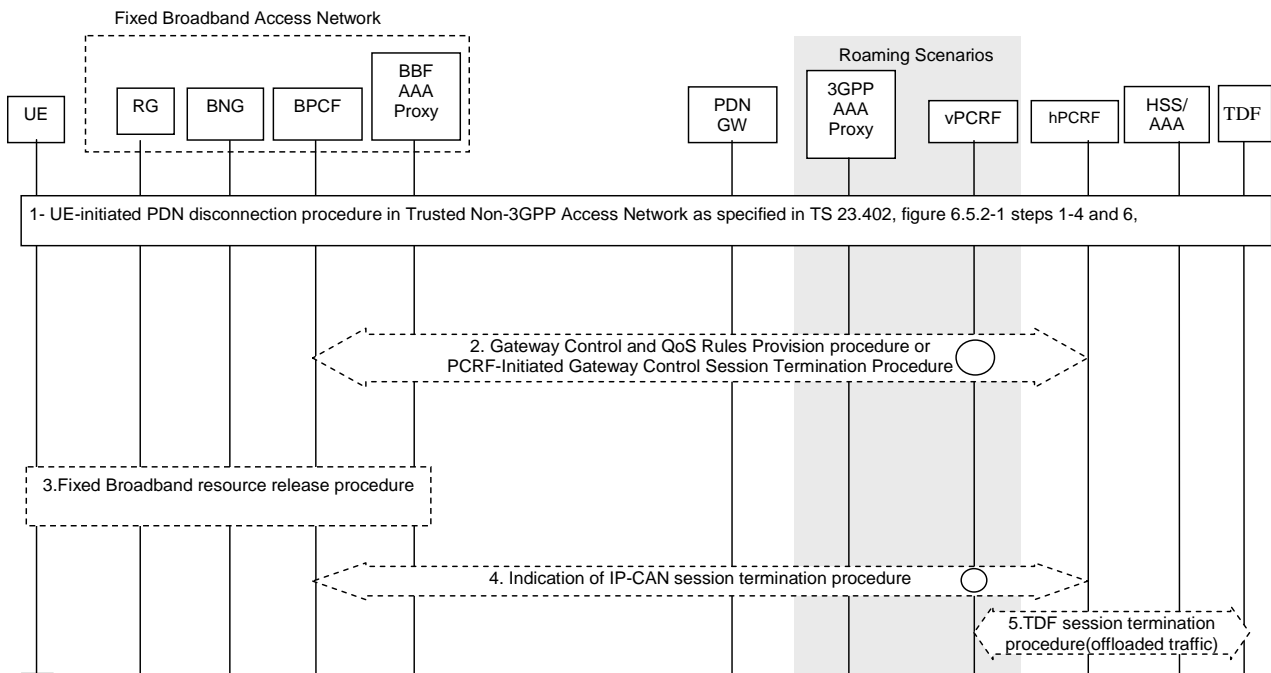 Fixed Broadband Access Network
Roaming Scenarios
UE
RG
BNG
BPCF
BBF
AAA
Proxy
PDN
GW
3GPP
AAA
Proxy
vPCRF
hPCRF
HSS/
AAA
TDF
1- UE-initiated PDN disconnection procedure in Trusted Non-3GPP Access Network as specified in TS 23.402, figure 6.5.2-1 steps 1-4 and 6,
2. Gateway Control and QoS Rules Provision procedure or
PCRF-Initiated Gateway Control Session Termination Procedure
3.Fixed Broadband resource release procedure
4. Indication of IP-CAN session termination procedure
5.TDF session termination
procedure(offloaded traffic)